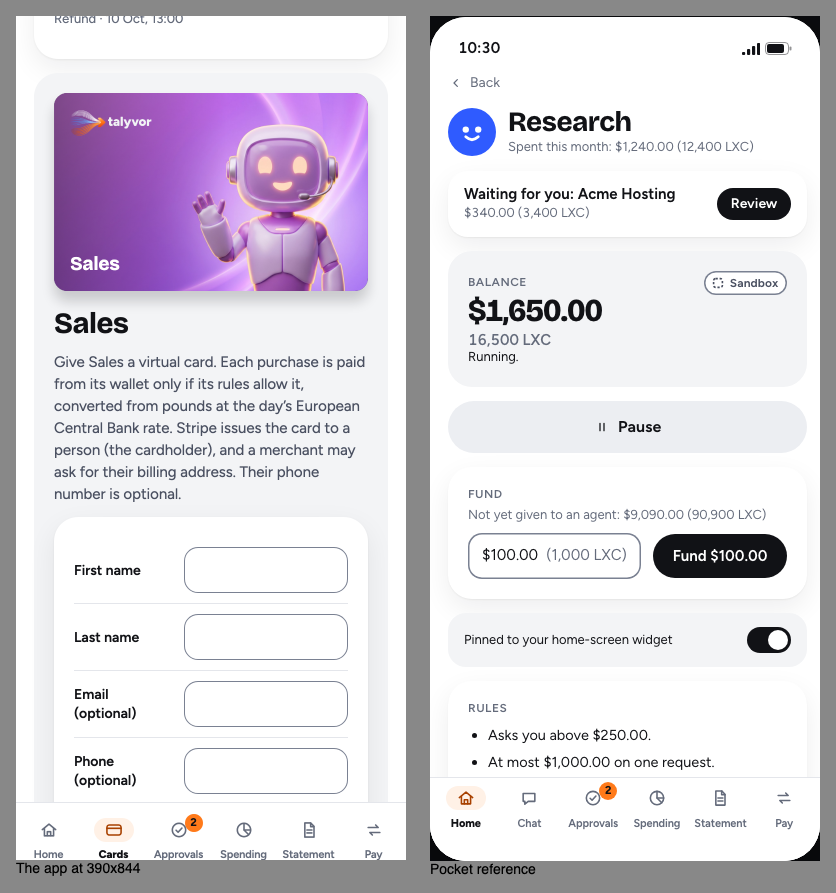 Refund · 10 Oct, 13:00
talyvor
Sales
Sales
Give Sales a virtual card. Each purchase is paid
from its wallet only if its rules allow it,
converted from pounds at the day’s European
Central Bank rate. Stripe issues the card to a
person (the cardholder), and a merchant may
ask for their billing address. Their phone
number is optional.
First name
Last name
Email
(optional)
Phone
(optional)
2
Home
Cards
Approvals
Spending
Statement
Pay
The app at 390x844
10:30
Back
Research
Spent this month: $1,240.00 (12,400 LXC)
Waiting for you: Acme Hosting
$340.00 (3,400 LXC)
Review
BALANCE
Sandbox
$1,650.00
16,500 LXC
Running.
Pause
FUND
Not yet given to an agent: $9,090.00 (90,900 LXC)
$100.00 (1,000 LXC)
Fund $100.00
Pinned to your home-screen widget
RULES
• Asks you above $250.00.
• At most $1,000.00 on one request.
2
Home
Chat
Approvals
Spending
Statement
Pay
Pocket reference